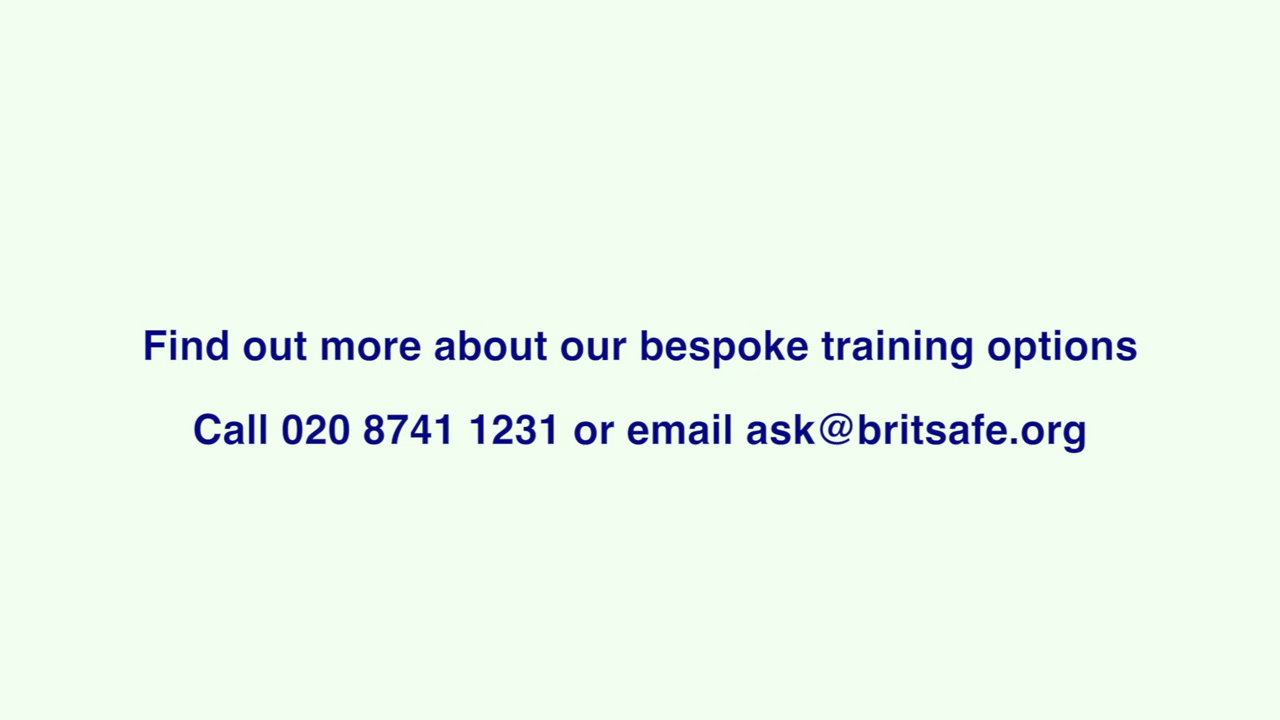 Find out more about our bespoke training options
Call 020 8741 1231 or email ask@britsafe.org